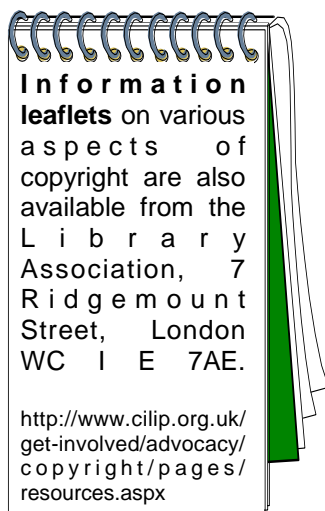 Information
leaflets on various
aspects of
copyright are also
available from the
Library
Association, 7
Ridgemount
Street, London
WC I E 7AE.
http://www.cilip.org.uk/
get-involved/advocacy/
copyright/pages/
resources.aspx